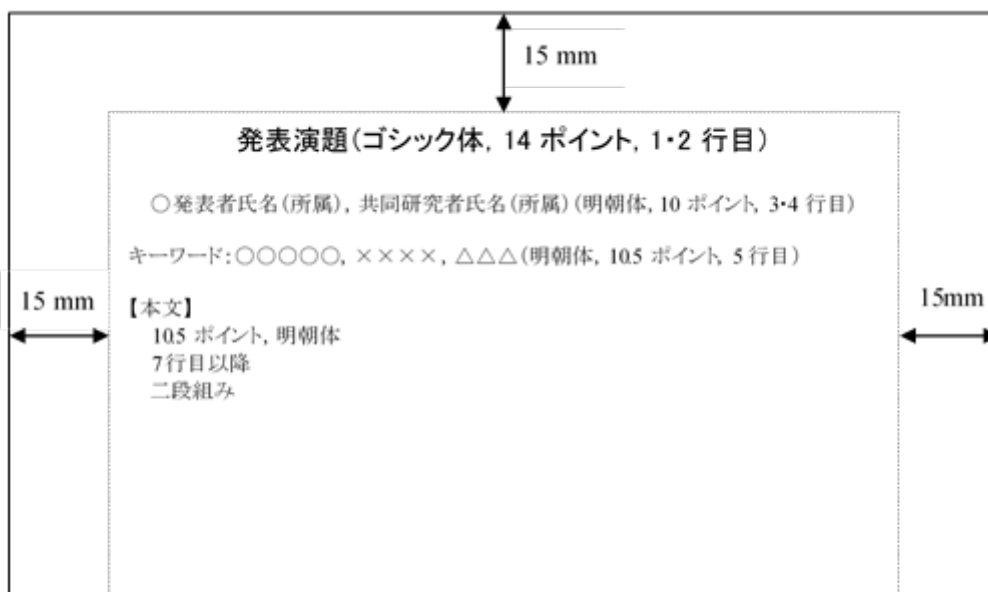 15 mm
発表演題(ゴシック体, 14 ポイント, 1・2 行目)
○発表者氏名(所属), 共同研究者氏名(所属)(明朝体, 10 ポイント, 3・4 行目)
キーワード:○○○○○, ××××, △△△(明朝体, 10.5 ポイント, 5 行目)
15 mm
15mm
【本文】
10.5 ポイント, 明朝体
7行目以降
二段組み